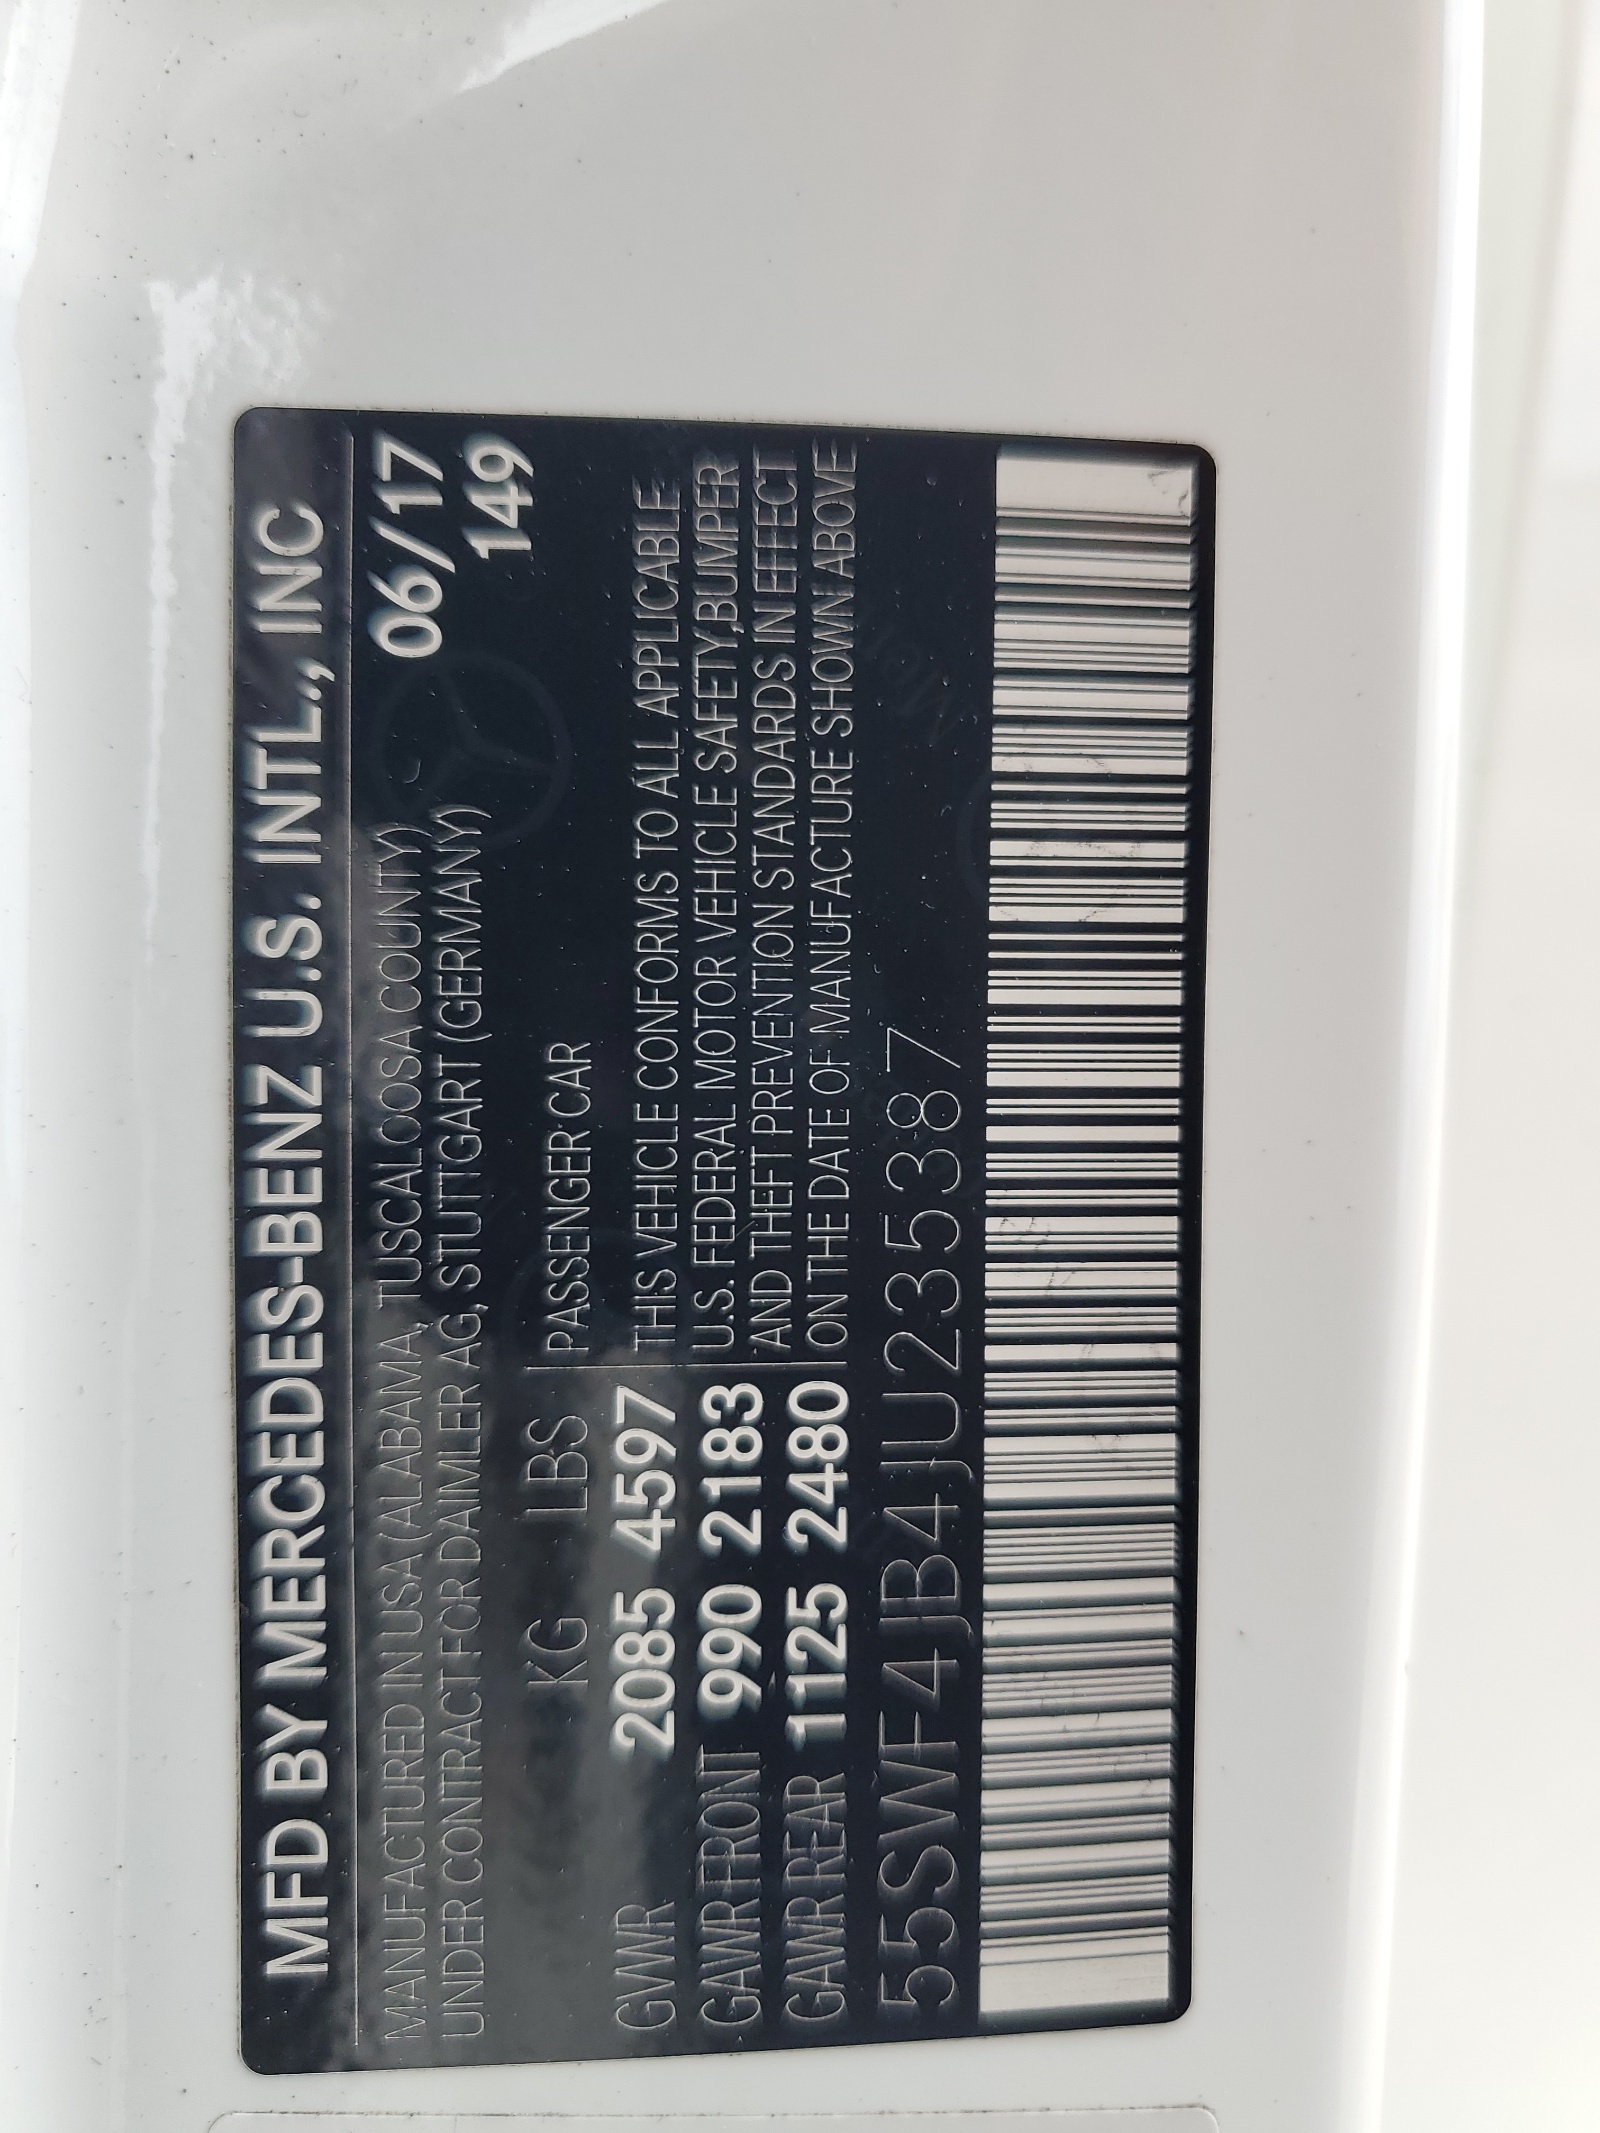 MFD BY MERCEDES-BENZ U.S. INTL., INC
MANUFACTURED IN USA (ALABAMA, TUSCALOOSA COUNTY) 06/17
UNDER CONTRACT FOR DAIMLER AG, STUTTGART (GERMANY) 149
KG LBS PASSENGER CAR
GVWR 2085 4597 THIS VEHICLE CONFORMS TO ALL APPLICABLE
GAWR FRONT 990 2183 U.S. FEDERAL MOTOR VEHICLE SAFETY,BUMPER
AND THEFT PREVENTION STANDARDS IN EFFECT
GAWR REAR 1125 2480 ON THE DATE OF MANUFACTURE SHOWN ABOVE
55SWF4JB4JU235387